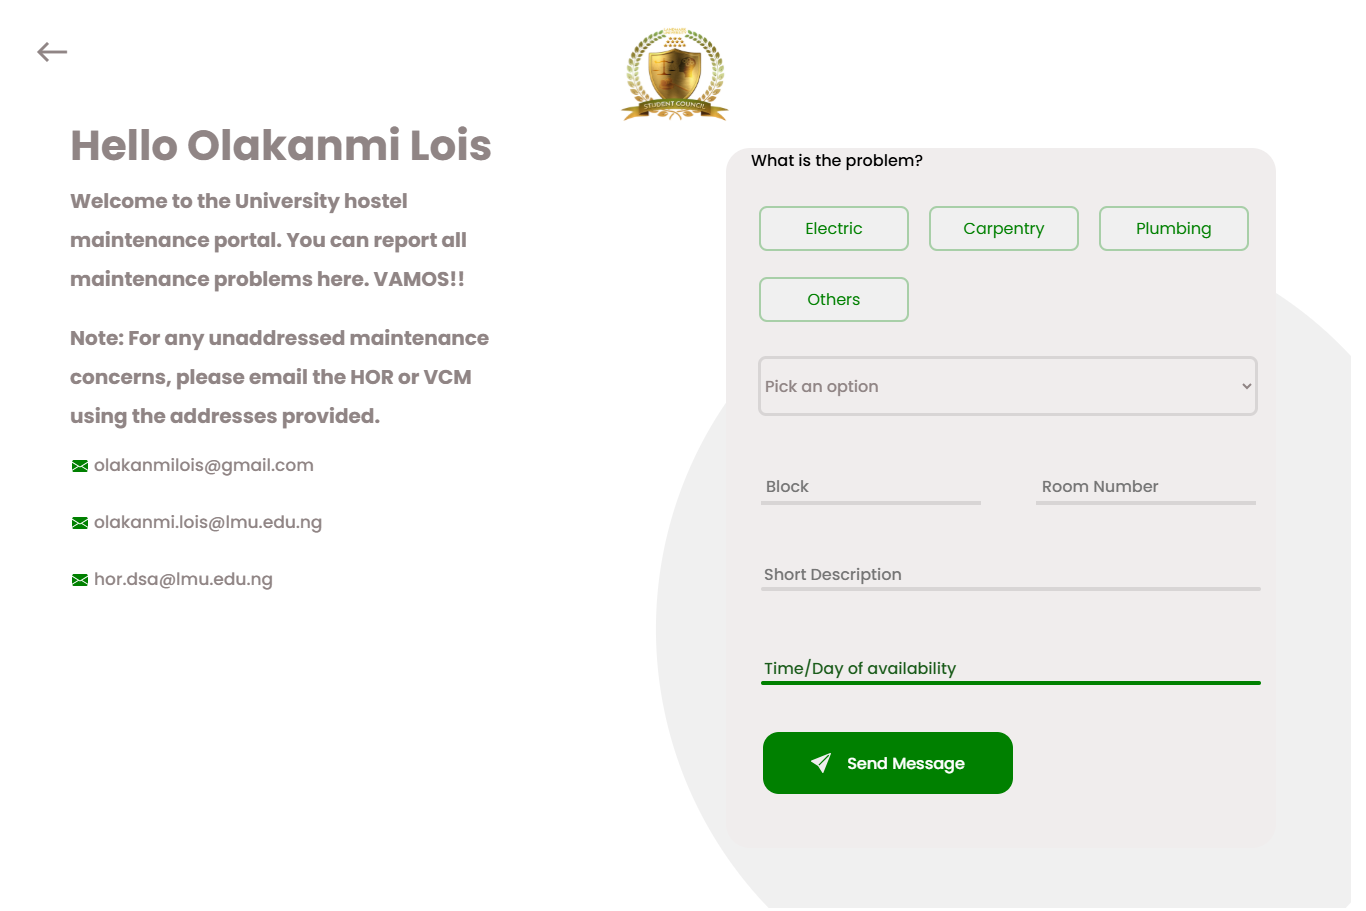 STUDENT COUNCIL
Hello Olakanmi Lois
Welcome to the University hostel
maintenance portal. You can report all
maintenance problems here. VAMOS!!
Note: For any unaddressed maintenance
concerns, please email the HOR or VCM
using the addresses provided.
olakanmilois@gmail.com
olakanmi.lois@lmu.edu.ng
hor.dsa@lmu.edu.ng
What is the problem?
Electric
Carpentry
Plumbing
Others
Pick an option
Block
Room Number
Short Description
Time/Day of availability
Send Message